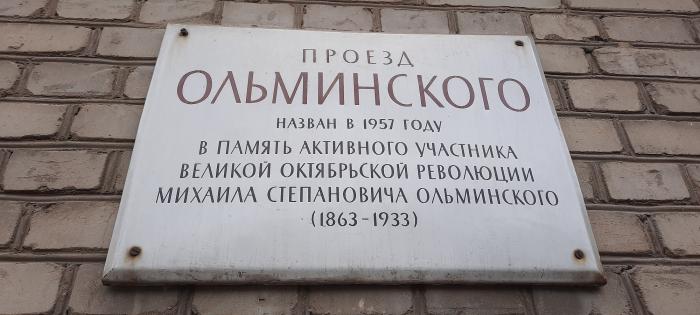 ПРОЕЗД
ОЛЬМИНСКОГО
НАЗВАН В 1957 ГОДУ
В ПАМЯТЬ АКТИВНОГО УЧАСТНИКА
ВЕЛИКОЙ ОКТЯБРЬСКОЙ РЕВОЛЮЦИИ
МИХАИЛА СТЕПАНОВИЧА ОЛЬМИНСКОГО
(1863-1933)